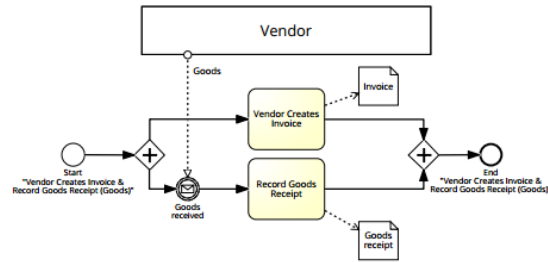 Vendor
Goods
Invoice
Vendor Creates
Invoice
Start
"Vendor Creates Invoice &
Record Goods Receipt (Goods)"
Goods
received
Record Goods
Receipt
End
"Vendor Creates Invoice &
Record Goods Receipt (Goods)
Goods
receipt